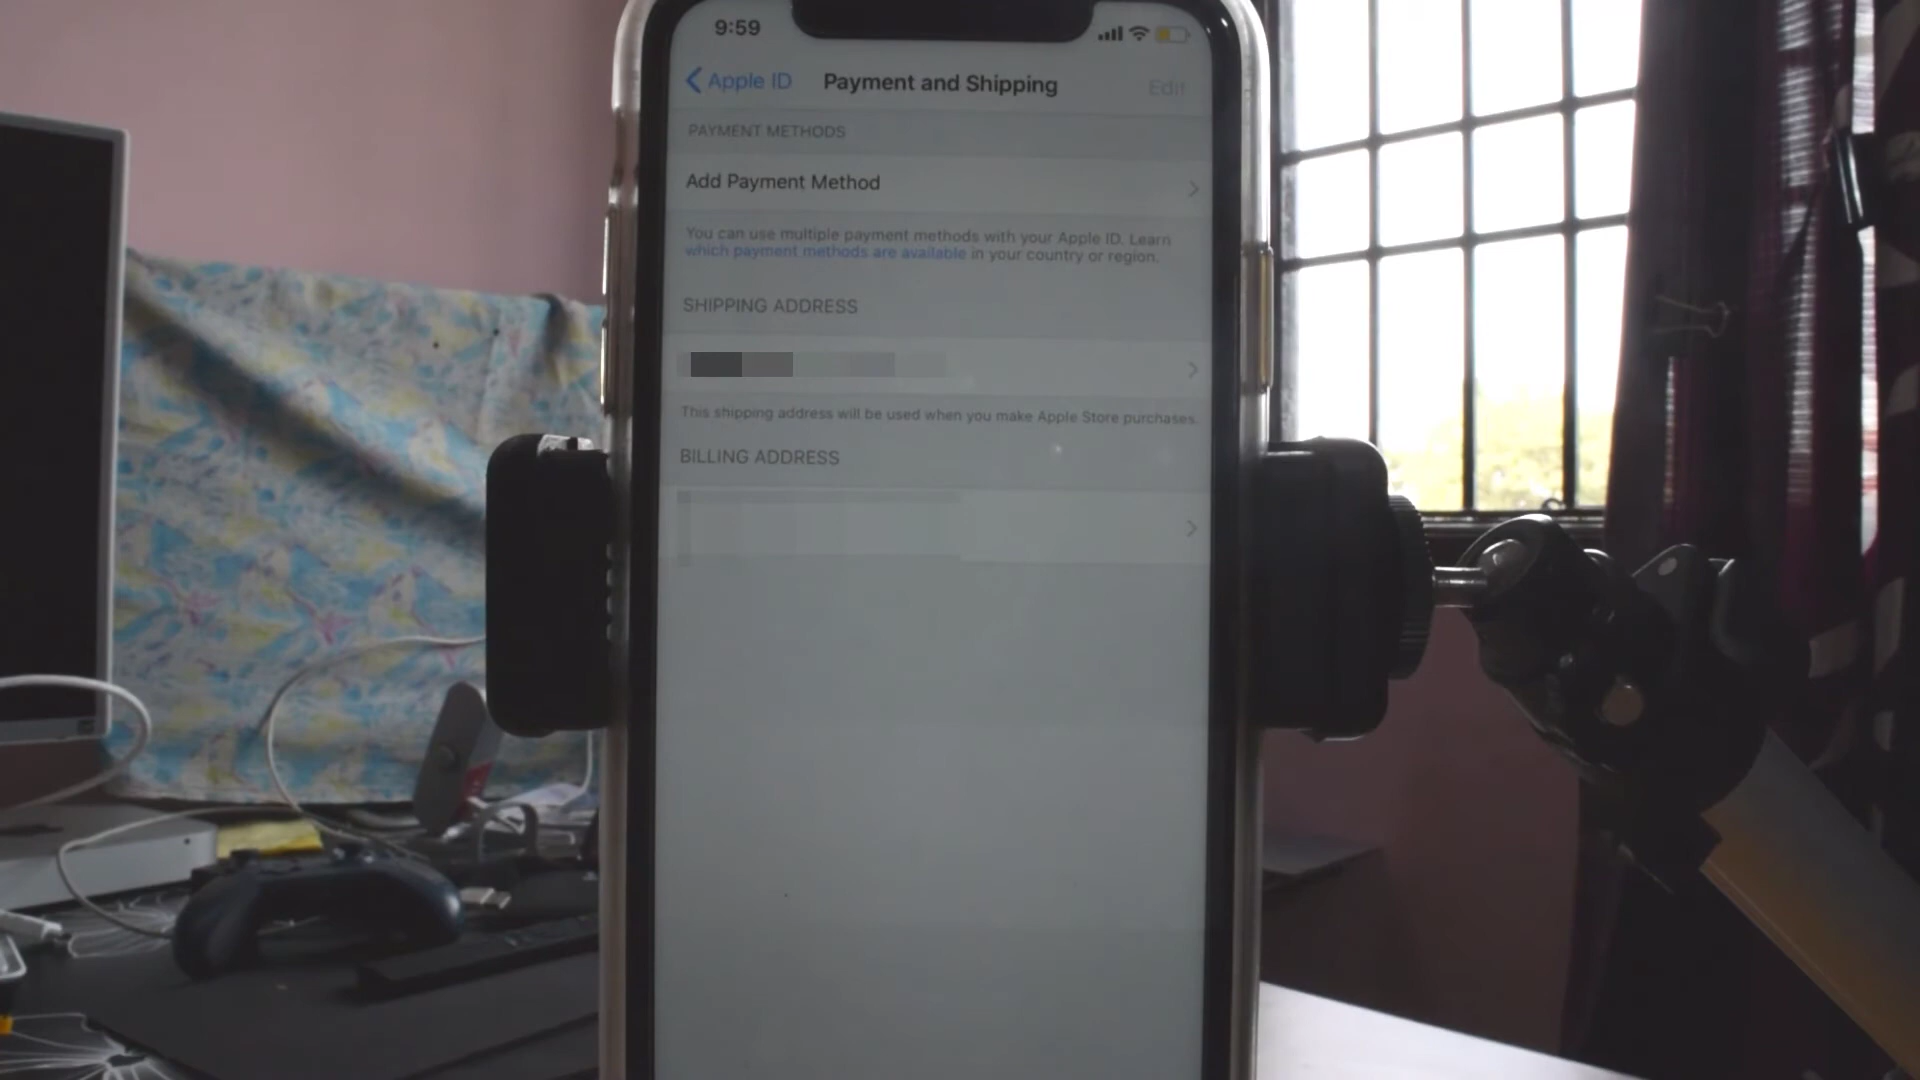 9:59
Apple ID
Payment and Shipping
Edit
PAYMENT METHODS
Add Payment Method
You can use multiple payment methods with your Apple ID. Learn
which payment methods are available in your country or region.
SHIPPING ADDRESS
This shipping address will be used when you make Apple Store purchases.
BILLING ADDRESS